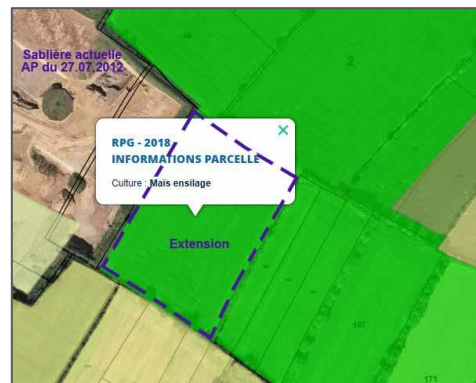 Sablière actuelle
AP du 27.07.2012
2
×
RPG - 2018
INFORMATIONS PARCELLE
Culture : Maïs ensilage
Extension
167
171